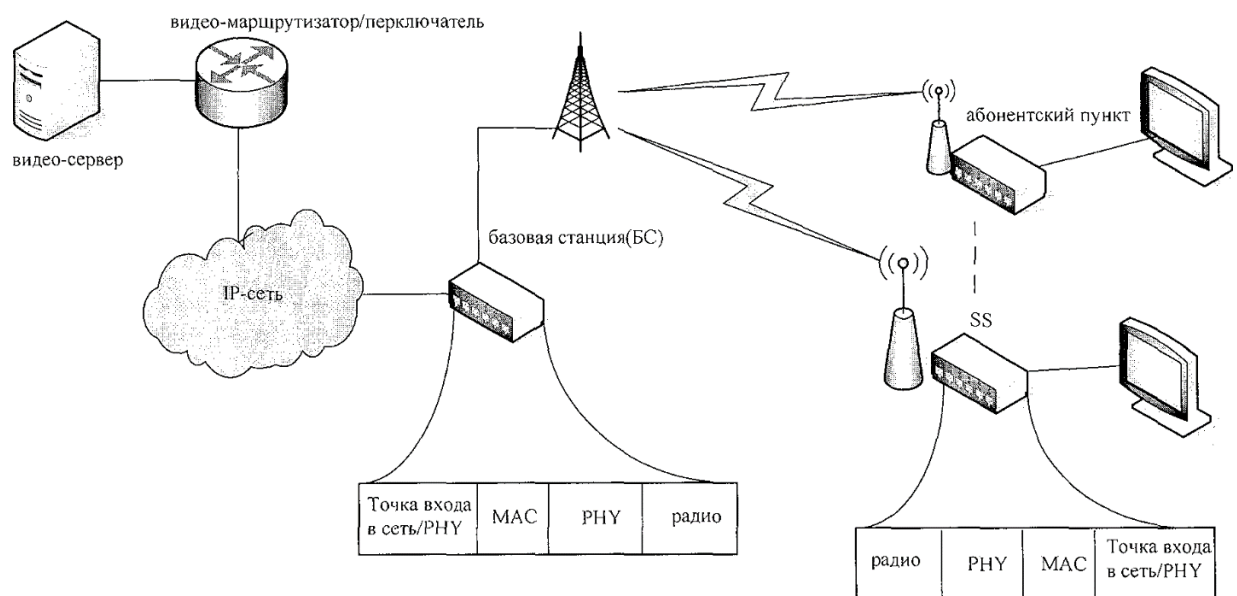 видео-маршрутизатор/перключатель
видео-сервер
абонентский пункт
базовая станция(БС)
IP-сеть
SS
Точка входа
в сеть/PHY
MAC
PHY
радио
радио
PHY
MAC
Точка входа
в сеть/PHY